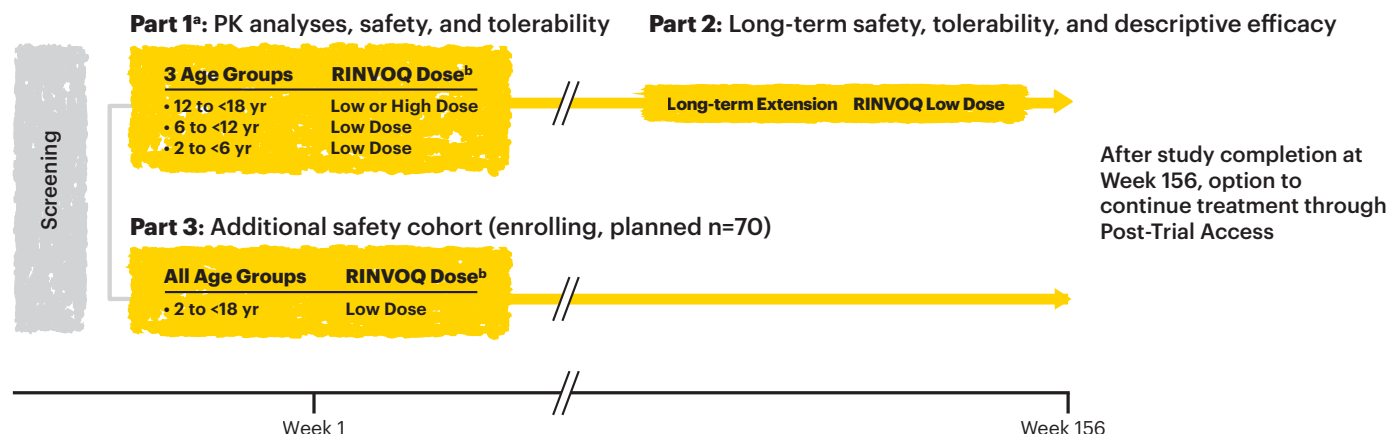 Part 1ᵃ: PK analyses, safety, and tolerability
Part 2: Long-term safety, tolerability, and descriptive efficacy
Screening
3 Age Groups RINVOQ Doseᵇ
• 12 to <18 yr Low or High Dose
• 6 to <12 yr Low Dose
• 2 to <6 yr Low Dose
Long-term Extension RINVOQ Low Dose
After study completion at
Week 156, option to
continue treatment through
Post-Trial Access
Part 3: Additional safety cohort (enrolling, planned n=70)
All Age Groups RINVOQ Doseᵇ
• 2 to <18 yr Low Dose
Week 1
Week 156